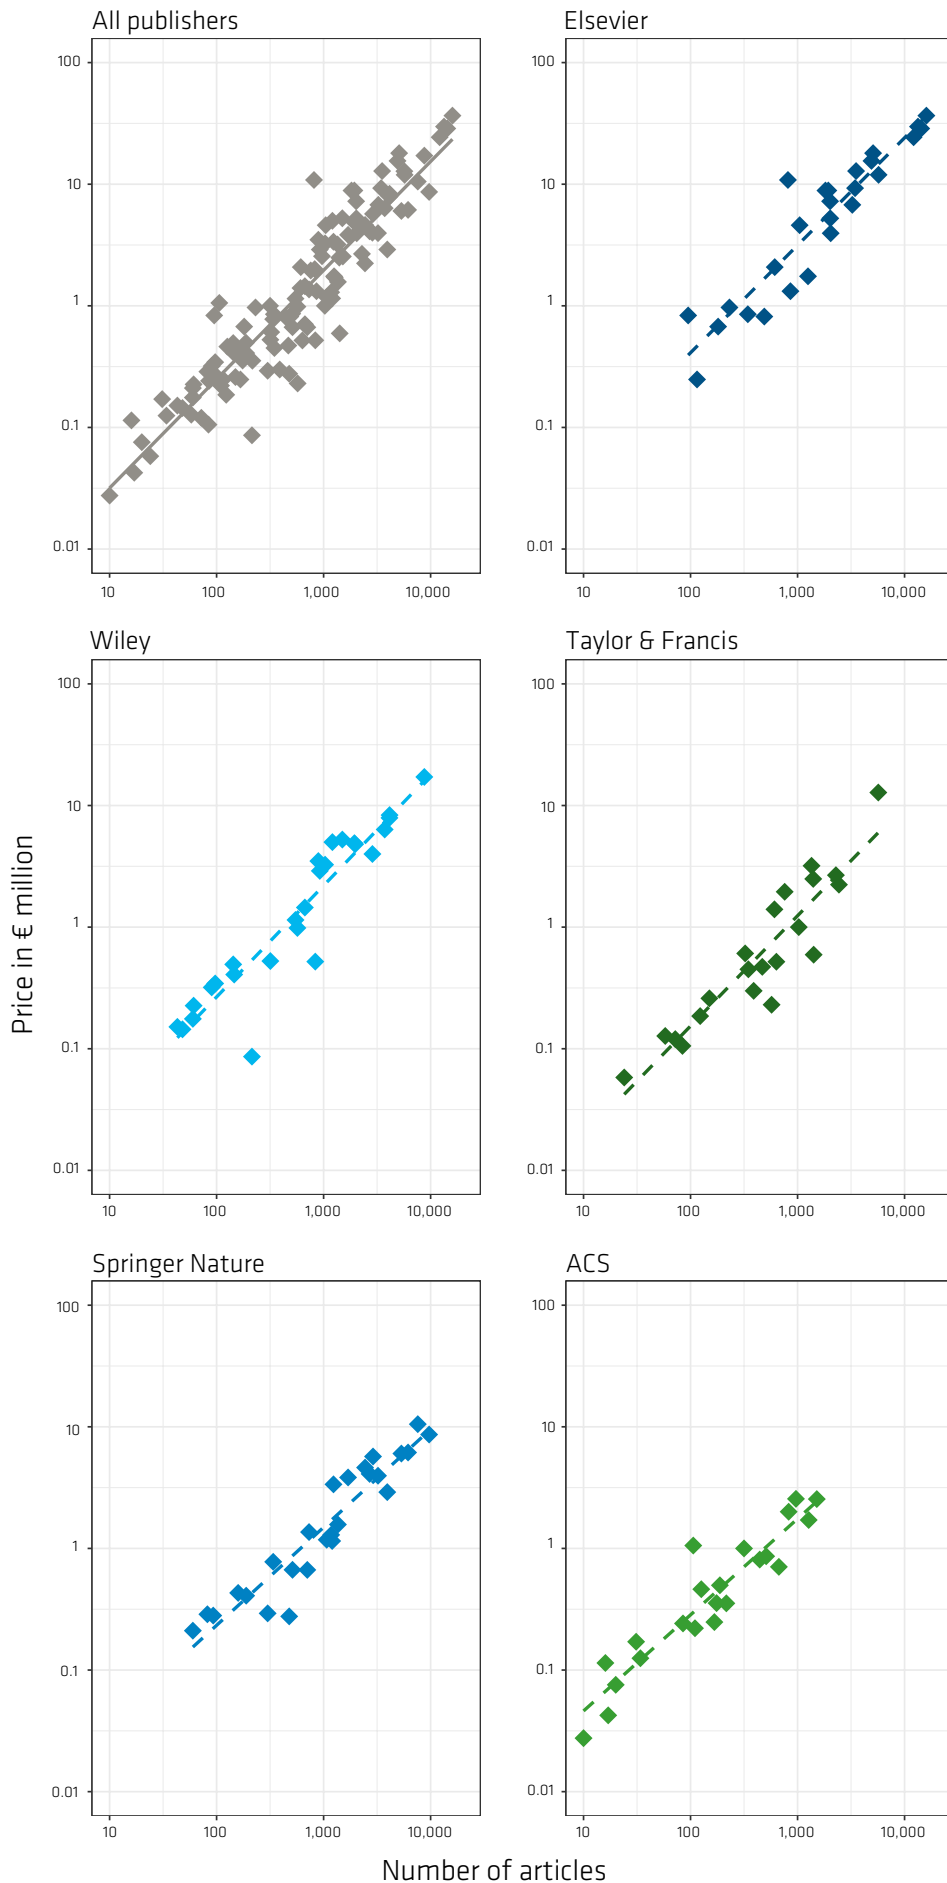 All publishers
100
10
1
0.1
0.01
10 100 1,000 10,000
Elsevier
100
10
1
0.1
0.01
10 100 1,000 10,000
Wiley
100
10
1
0.1
0.01
10 100 1,000 10,000
Taylor & Francis
100
10
1
0.1
0.01
10 100 1,000 10,000
Springer Nature
100
10
1
0.1
0.01
10 100 1,000 10,000
ACS
100
10
1
0.1
0.01
10 100 1,000 10,000
Price in € million
Number of articles